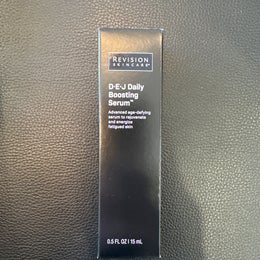 REVISION
SKINCARE®
D·E·J Daily
Boosting
Serum™
Advanced age-defying
serum to rejuvenate
and energize
fatigued skin
0.5 FL OZ | 15 mL